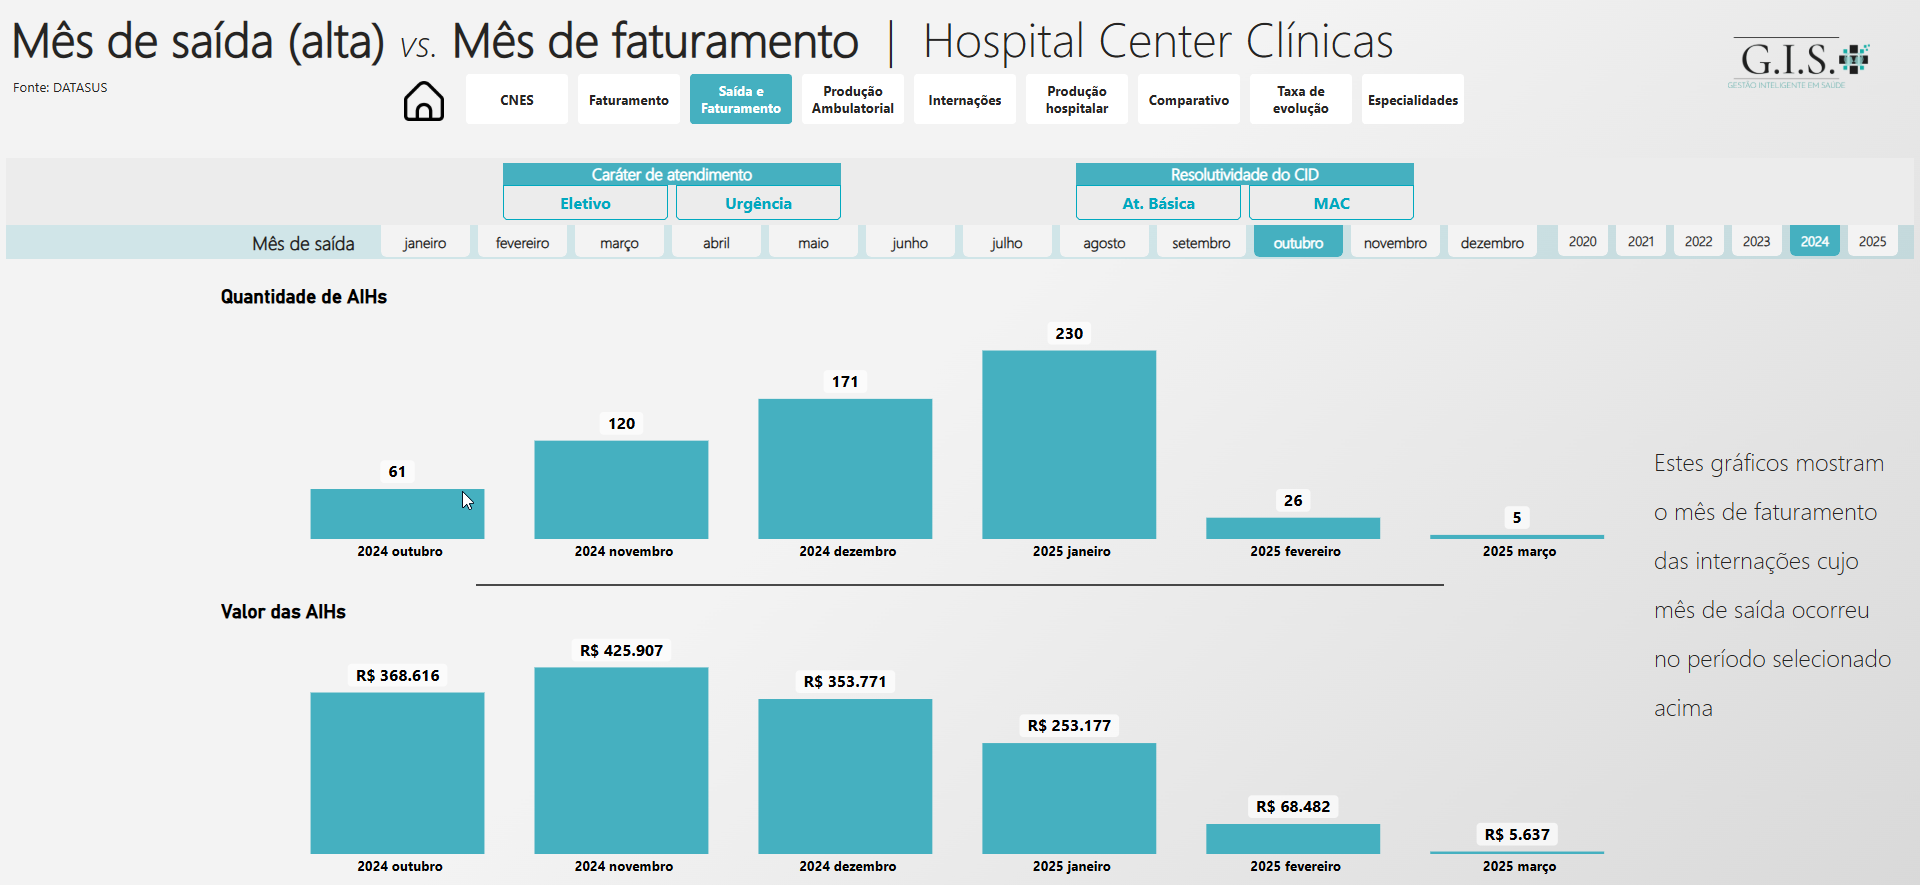 Mês de saída (alta) vs. Mês de faturamento | Hospital Center Clínicas
G.I.S.
GESTÃO INTELIGENTE EM SAÚDE
Fonte: DATASUS
CNES
Faturamento
Saída e
Faturamento
Produção
Ambulatorial
Internações
Produção
hospitalar
Comparativo
Taxa de
evolução
Especialidades
Caráter de atendimento
Eletivo
Urgência
Resolutividade do CID
At. Básica
MAC
Mês de saída
janeiro
fevereiro
março
abril
maio
junho
julho
agosto
setembro
outubro
novembro
dezembro
2020
2021
2022
2023
2024
2025
Quantidade de AIHs
61
120
171
230
26
5
2024 outubro
2024 novembro
2024 dezembro
2025 janeiro
2025 fevereiro
2025 março
Valor das AIHs
R$ 368.616
R$ 425.907
R$ 353.771
R$ 253.177
R$ 68.482
R$ 5.637
2024 outubro
2024 novembro
2024 dezembro
2025 janeiro
2025 fevereiro
2025 março
Estes gráficos mostram
o mês de faturamento
das internações cujo
mês de saída ocorreu
no período selecionado
acima